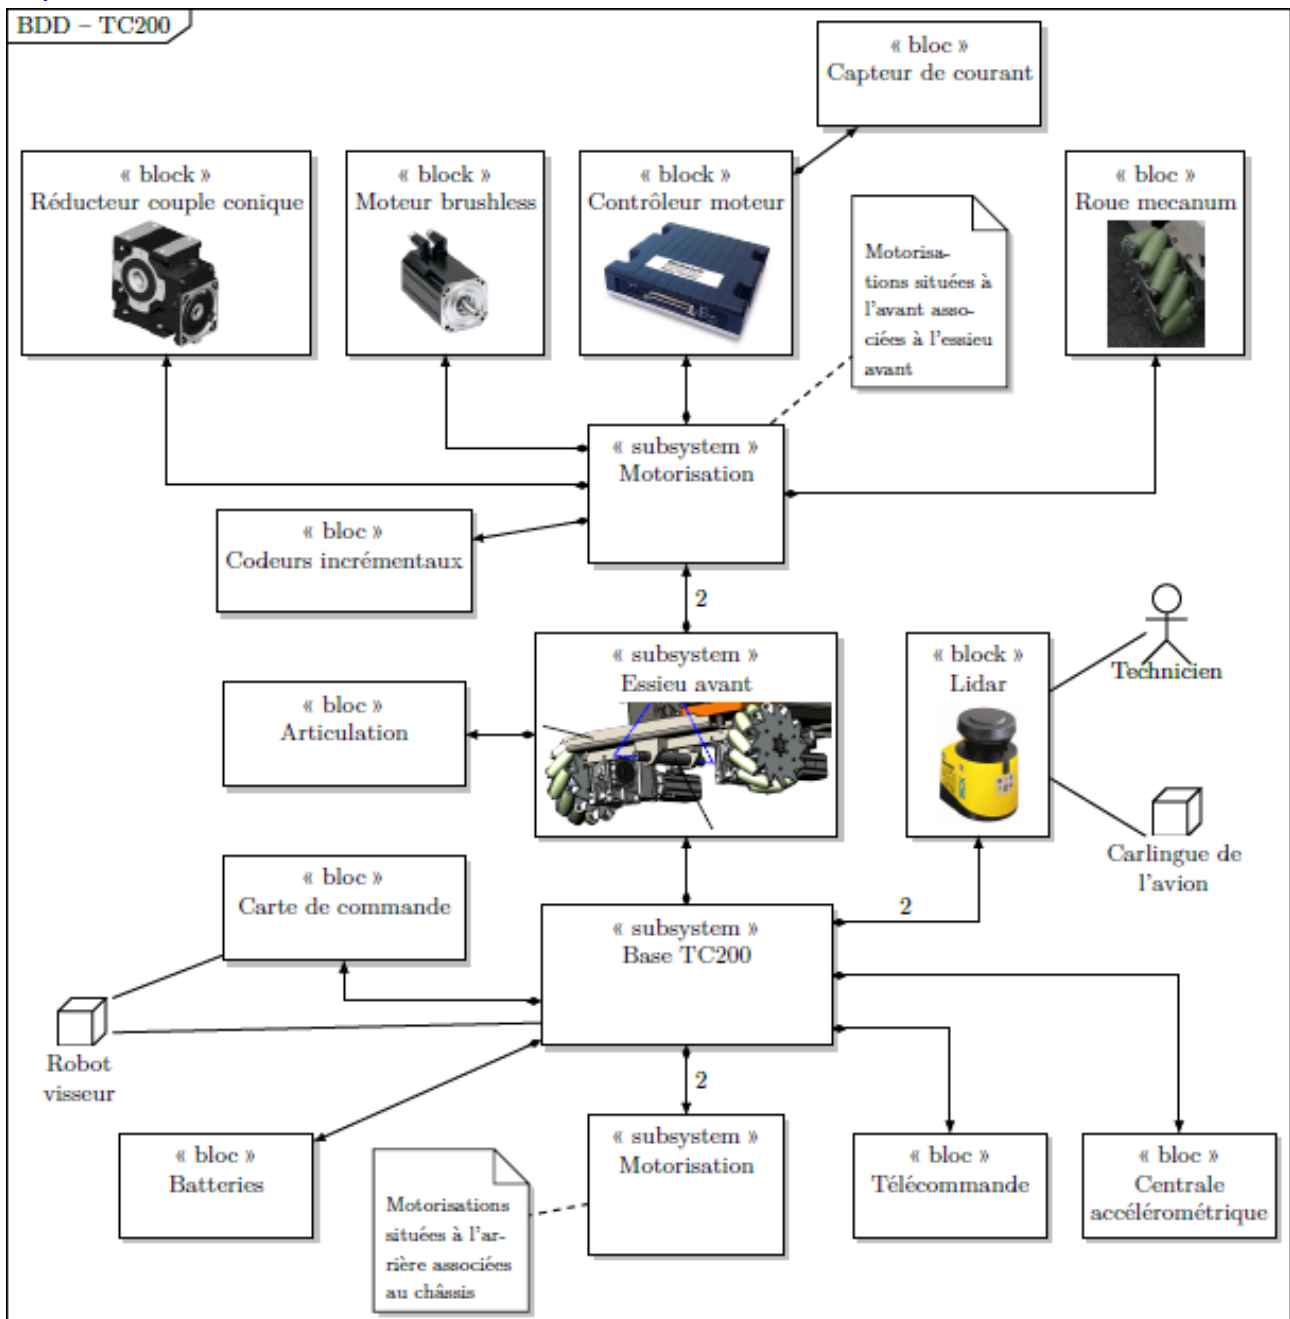 BDD – TC200
« bloc »
Capteur de courant
« block »
Réducteur couple conique
« block »
Moteur brushless
« block »
Contrôleur moteur
« bloc »
Roue mecanum
Motorisa-
tions situées à
l'avant asso-
ciées à l'essieu
avant
« subsystem »
Motorisation
« bloc »
Codeurs incrémentaux
2
« subsystem »
Essieu avant
« block »
Lidar
Technicien
« bloc »
Articulation
Carlingue de
l'avion
« bloc »
Carte de commande
2
« subsystem »
Base TC200
Robot
visseur
2
« bloc »
Batteries
« subsystem »
Motorisation
« bloc »
Télécommande
« bloc »
Centrale
accélérométrique
Motorisations
situées à l'ar-
rière associées
au châssis